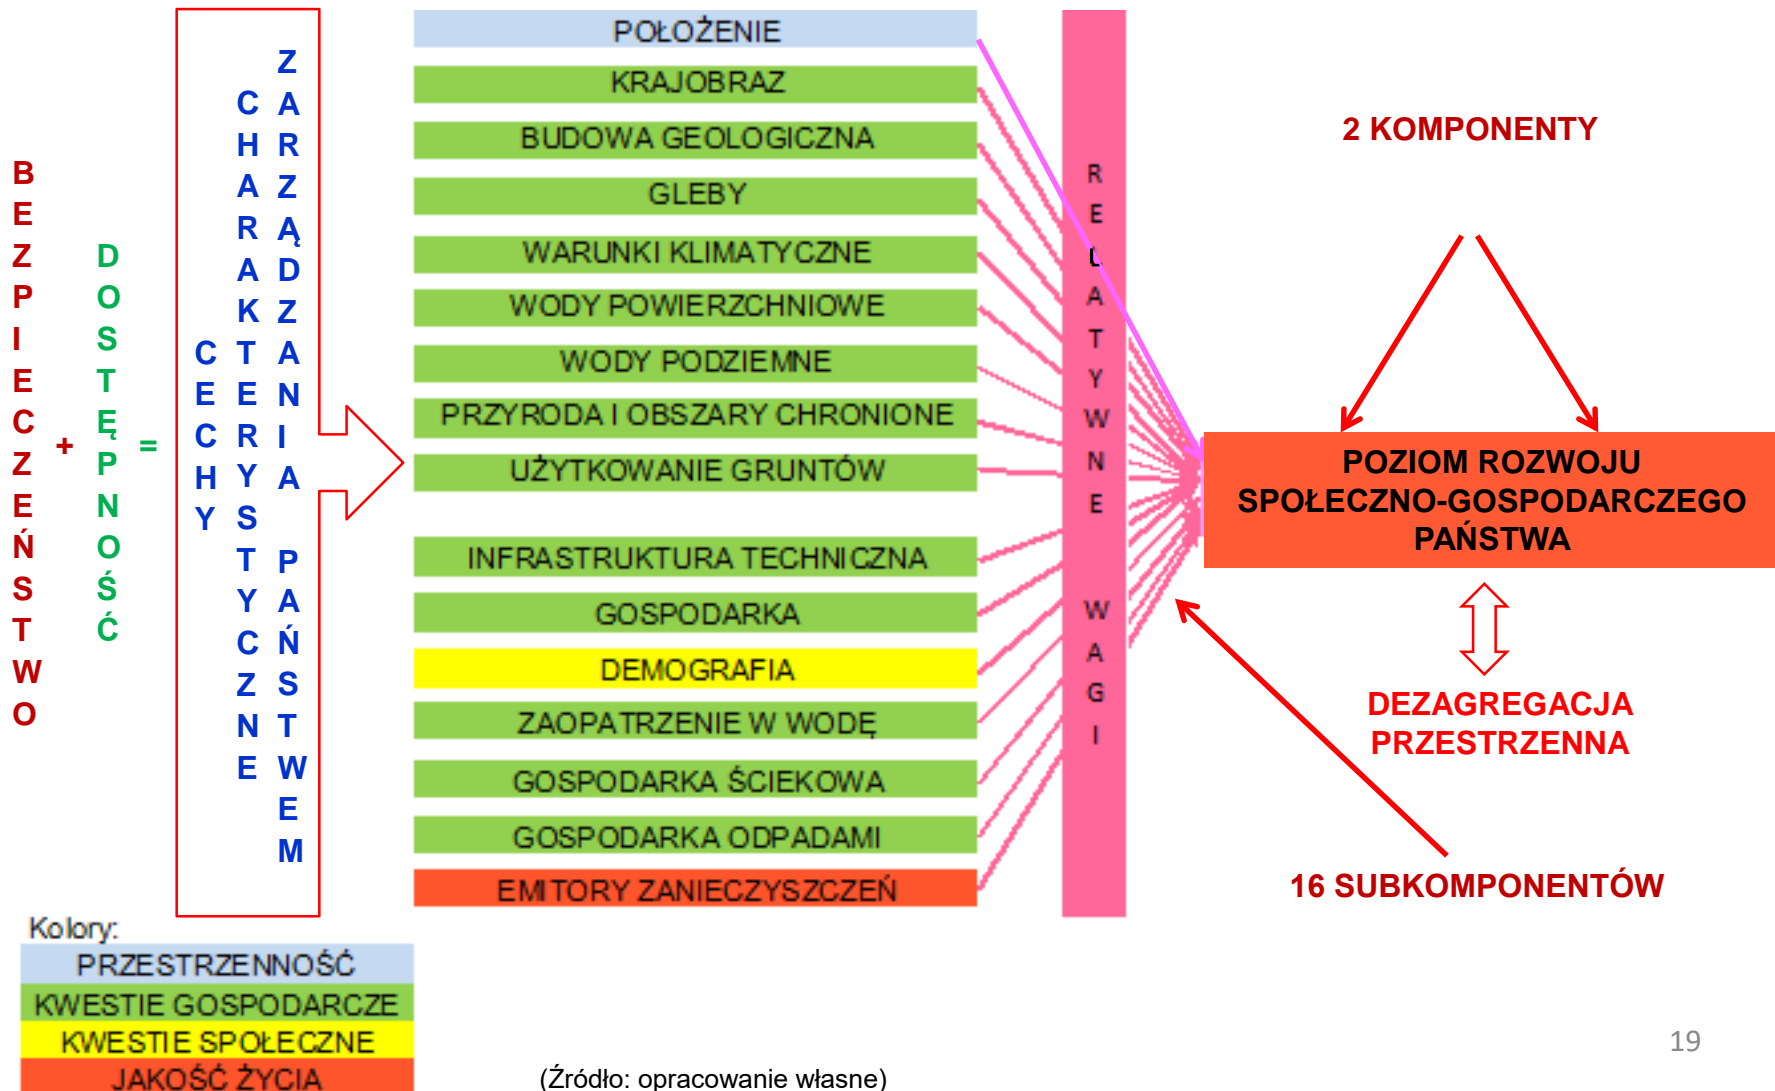 BEZPIECZEŃSTWO
+
DOSTĘPNOŚĆ
=
CECHY
CHARAKTERYSTYCZNE
ZARZĄDZANIA PAŃSTWEM
POŁOŻENIE
KRAJOBRAZ
BUDOWA GEOLOGICZNA
GLEBY
WARUNKI KLIMATYCZNE
WODY POWIERZCHNIOWE
WODY PODZIEMNE
PRZYRODA I OBSZARY CHRONIONE
UŻYTKOWANIE GRUNTÓW
INFRASTRUKTURA TECHNICZNA
GOSPODARKA
DEMOGRAFIA
ZAOPATRZENIE W WODĘ
GOSPODARKA ŚCIEKOWA
GOSPODARKA ODPADAMI
EMITORY ZANIECZYSZCZEŃ
RELATYWNE WAGI
2 KOMPONENTY
POZIOM ROZWOJU
SPOŁECZNO-GOSPODARCZEGO
PAŃSTWA
DEZAGREGACJA
PRZESTRZENNA
16 SUBKOMPONENTÓW
Kolory:
PRZESTRZENNOŚĆ
KWESTIE GOSPODARCZE
KWESTIE SPOŁECZNE
JAKOŚĆ ŻYCIA
(Źródło: opracowanie własne)
19